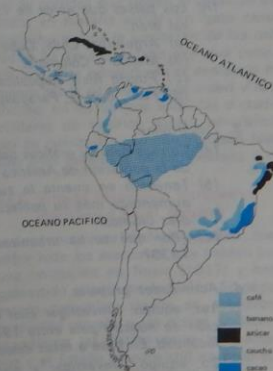 OCEANO ATLANTICO
OCEANO PACIFICO
café
banano
azúcar
caucho
cacao